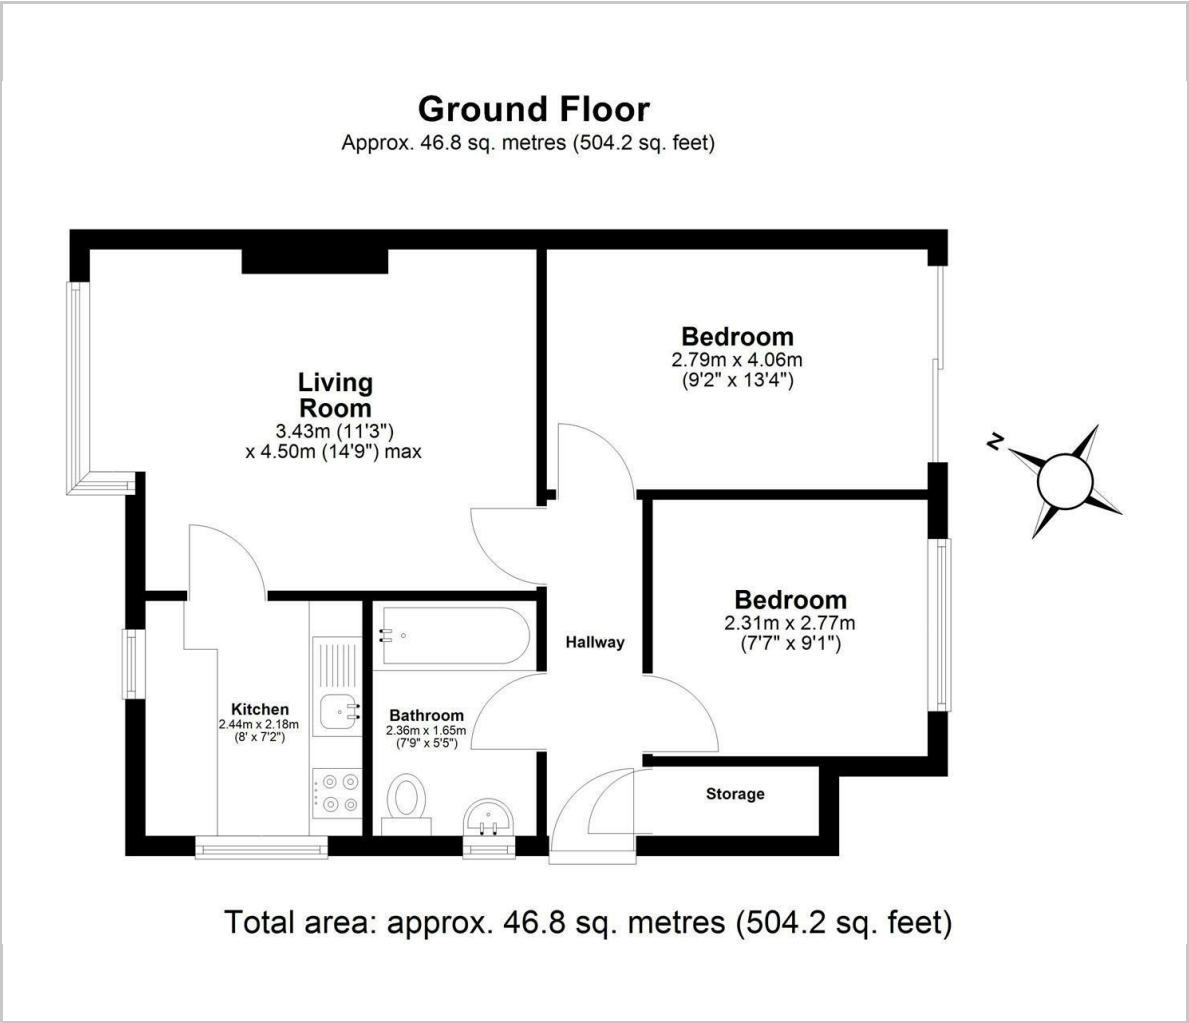 Ground Floor
Approx. 46.8 sq. metres (504.2 sq. feet)
Bedroom
2.79m x 4.06m
(9'2" x 13'4")
Living
Room
3.43m (11'3")
x 4.50m (14'9") max
N
Bedroom
2.31m x 2.77m
(7'7" x 9'1")
Hallway
Kitchen
2.44m x 2.18m
(8' x 7'2")
Bathroom
2.36m x 1.65m
(7'9" x 5'5")
Storage
Total area: approx. 46.8 sq. metres (504.2 sq. feet)